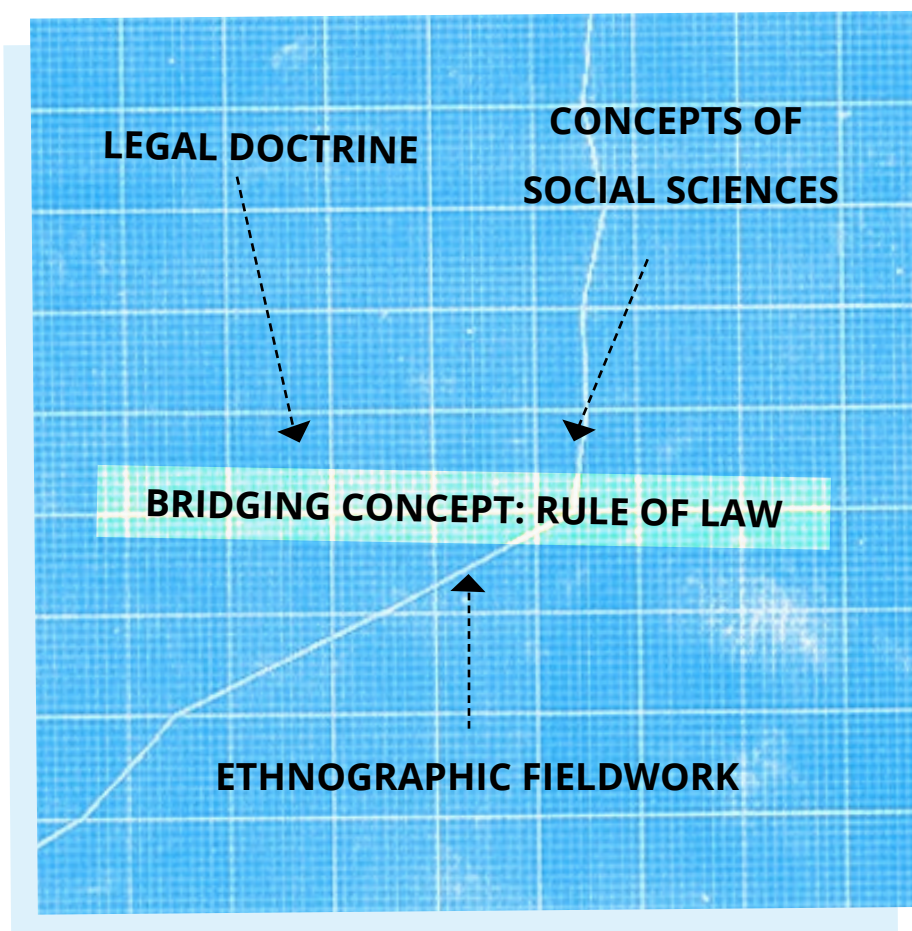 LEGAL DOCTRINE
CONCEPTS OF
SOCIAL SCIENCES
BRIDGING CONCEPT: RULE OF LAW
ETHNOGRAPHIC FIELDWORK